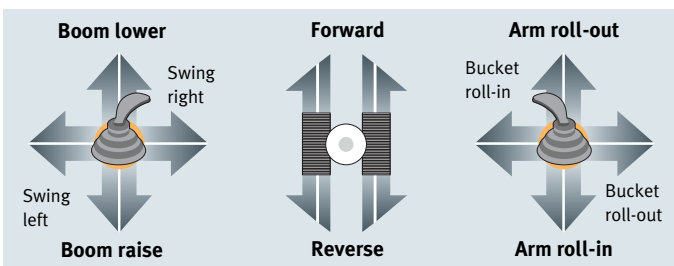 Boom lower
Swing
right
Swing
left
Boom raise
Forward
Reverse
Arm roll-out
Bucket
roll-in
Bucket
roll-out
Arm roll-in